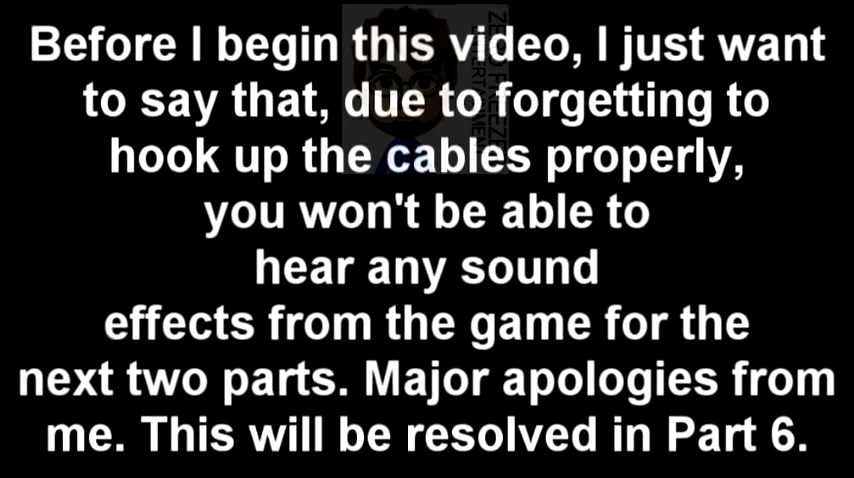 Before I begin this video, I just want
to say that, due to forgetting to
hook up the cables properly,
you won't be able to
hear any sound
effects from the game for the
next two parts. Major apologies from
me. This will be resolved in Part 6.
ENTERTAINMENT